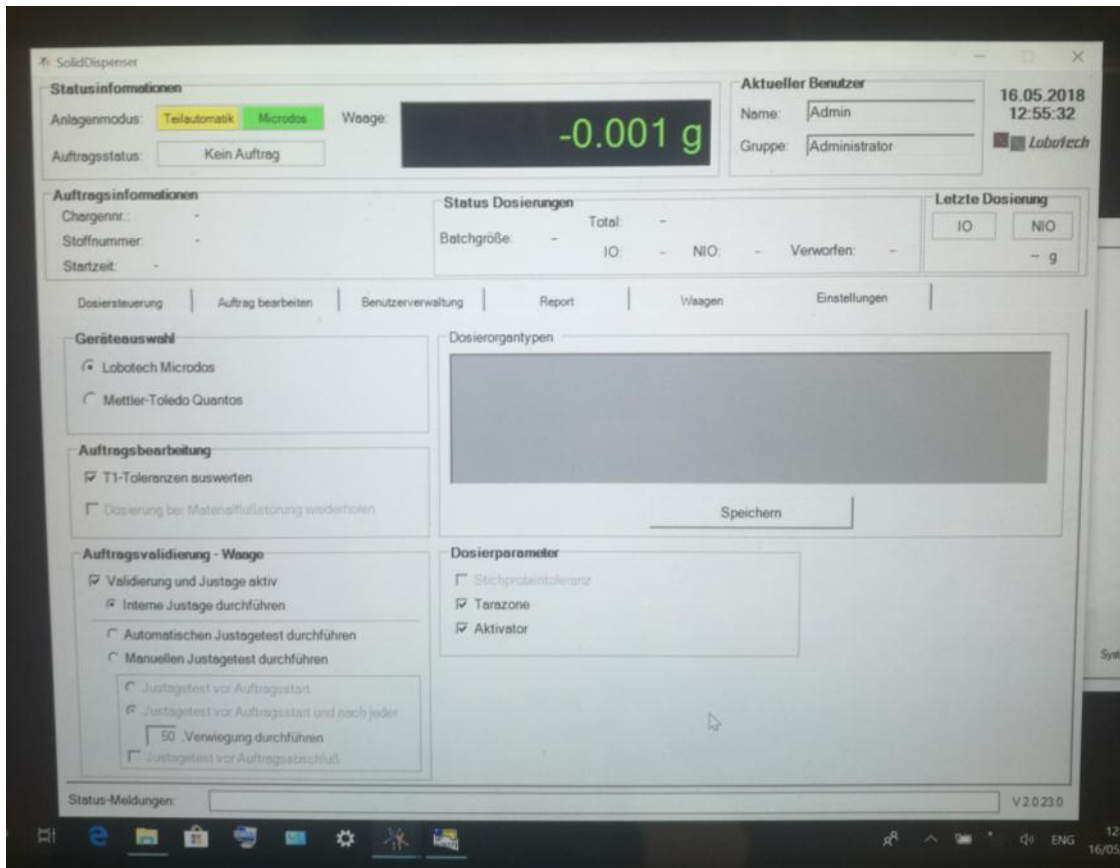 SolidDispenser
Statusinformationen
Anlagenmodus: Teilautomatik Microdos
Waage: -0.001 g
Auftragsstatus: Kein Auftrag
Aktueller Benutzer
Name: Admin
Gruppe: Administrator
16.05.2018
12:55:32
Lobotech
Auftragsinformationen
Chargennr.: -
Stoffnummer: -
Startzeit: -
Status Dosierungen
Total: -
Batchgröße: -
IO: - NIO: - Verworfen: -
Letzte Dosierung
IO NIO
-- g
Dosiersteuerung Auftrag bearbeiten Benutzerverwaltung Report Waagen Einstellungen
Geräteauswahl
Lobotech Microdos
Mettler-Toledo Quantos
Dosierorgantypen
Speichern
Auftragsbearbeitung
T1-Toleranzen auswerten
Dosierung bei Materialflußstörung wiederholen
Auftragsvalidierung - Waage
Validierung und Justage aktiv
Interne Justage durchführen
Automatischen Justagetest durchführen
Manuellen Justagetest durchführen
Justagetest vor Auftragsstart
Justagetest vor Auftragsstart und nach jeder
50 .Verwiegung durchführen
Justagetest vor Auftragsabschluß
Dosierparameter
Stichprobentoleranz
Tarazone
Aktivator
Status-Meldungen:
V 2.0.23.0
Syst
ENG
12:
16/05